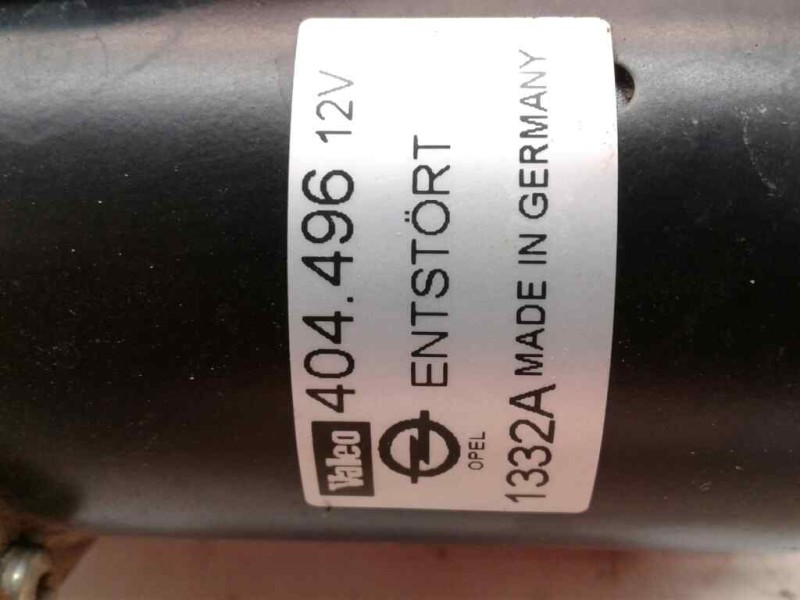 Valeo 404.496 12V
ENTSTÖRT
OPEL
1332A MADE IN GERMANY